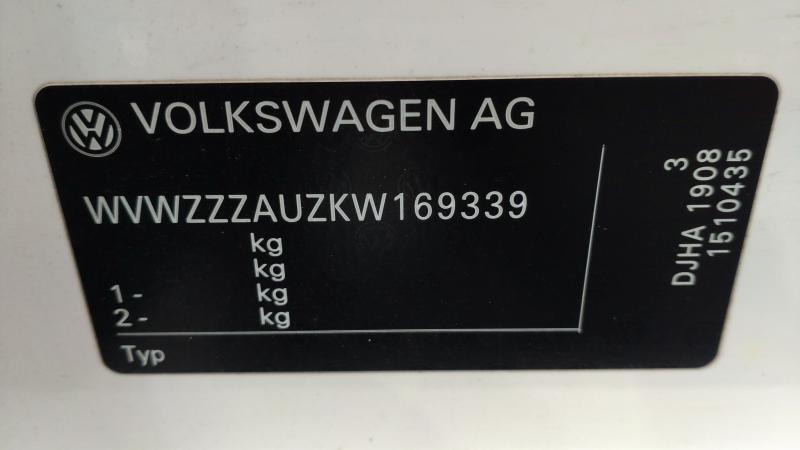 VOLKSWAGEN AG
WVWZZZAUZKW169339
kg
kg
1- kg
2- kg
Typ
3
DJHA 1908
1510435